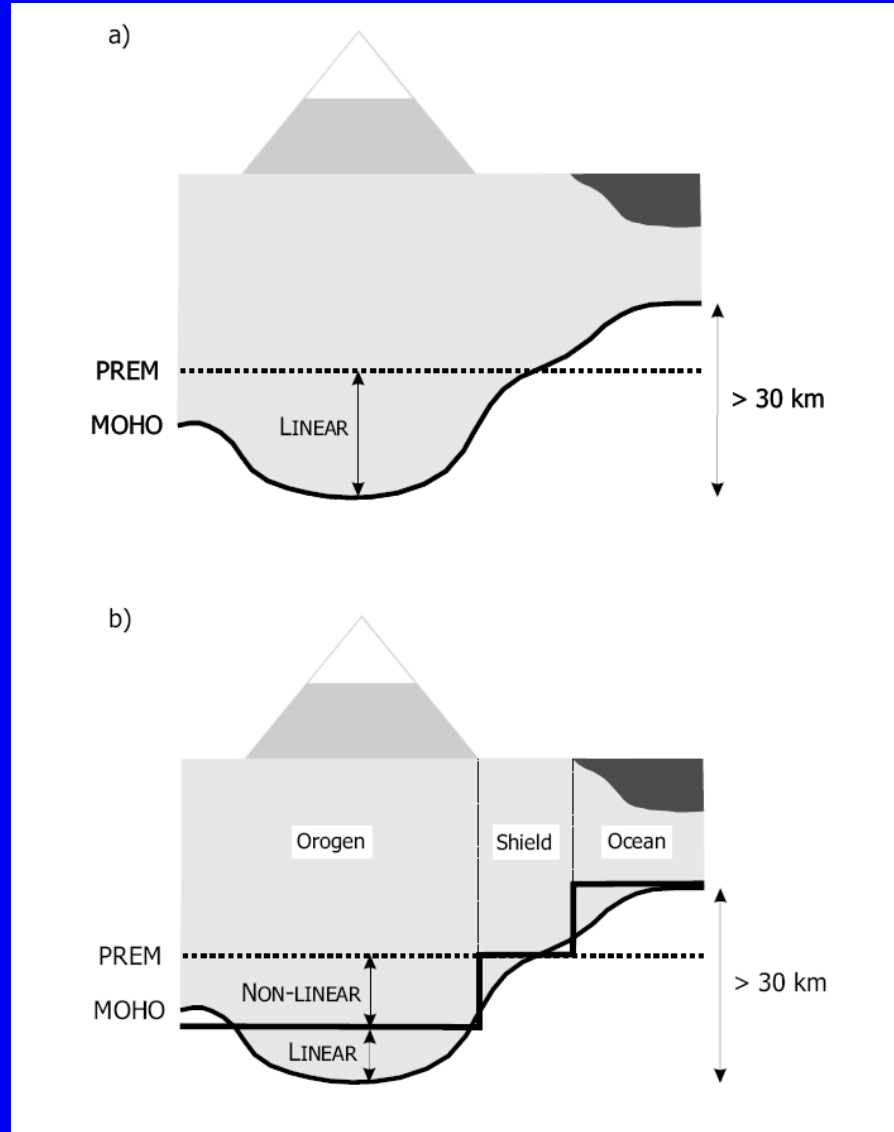 a)
PREM
MOHO
LINEAR
> 30 km
b)
Orogen
Shield
Ocean
PREM
NON-LINEAR
MOHO
LINEAR
> 30 km